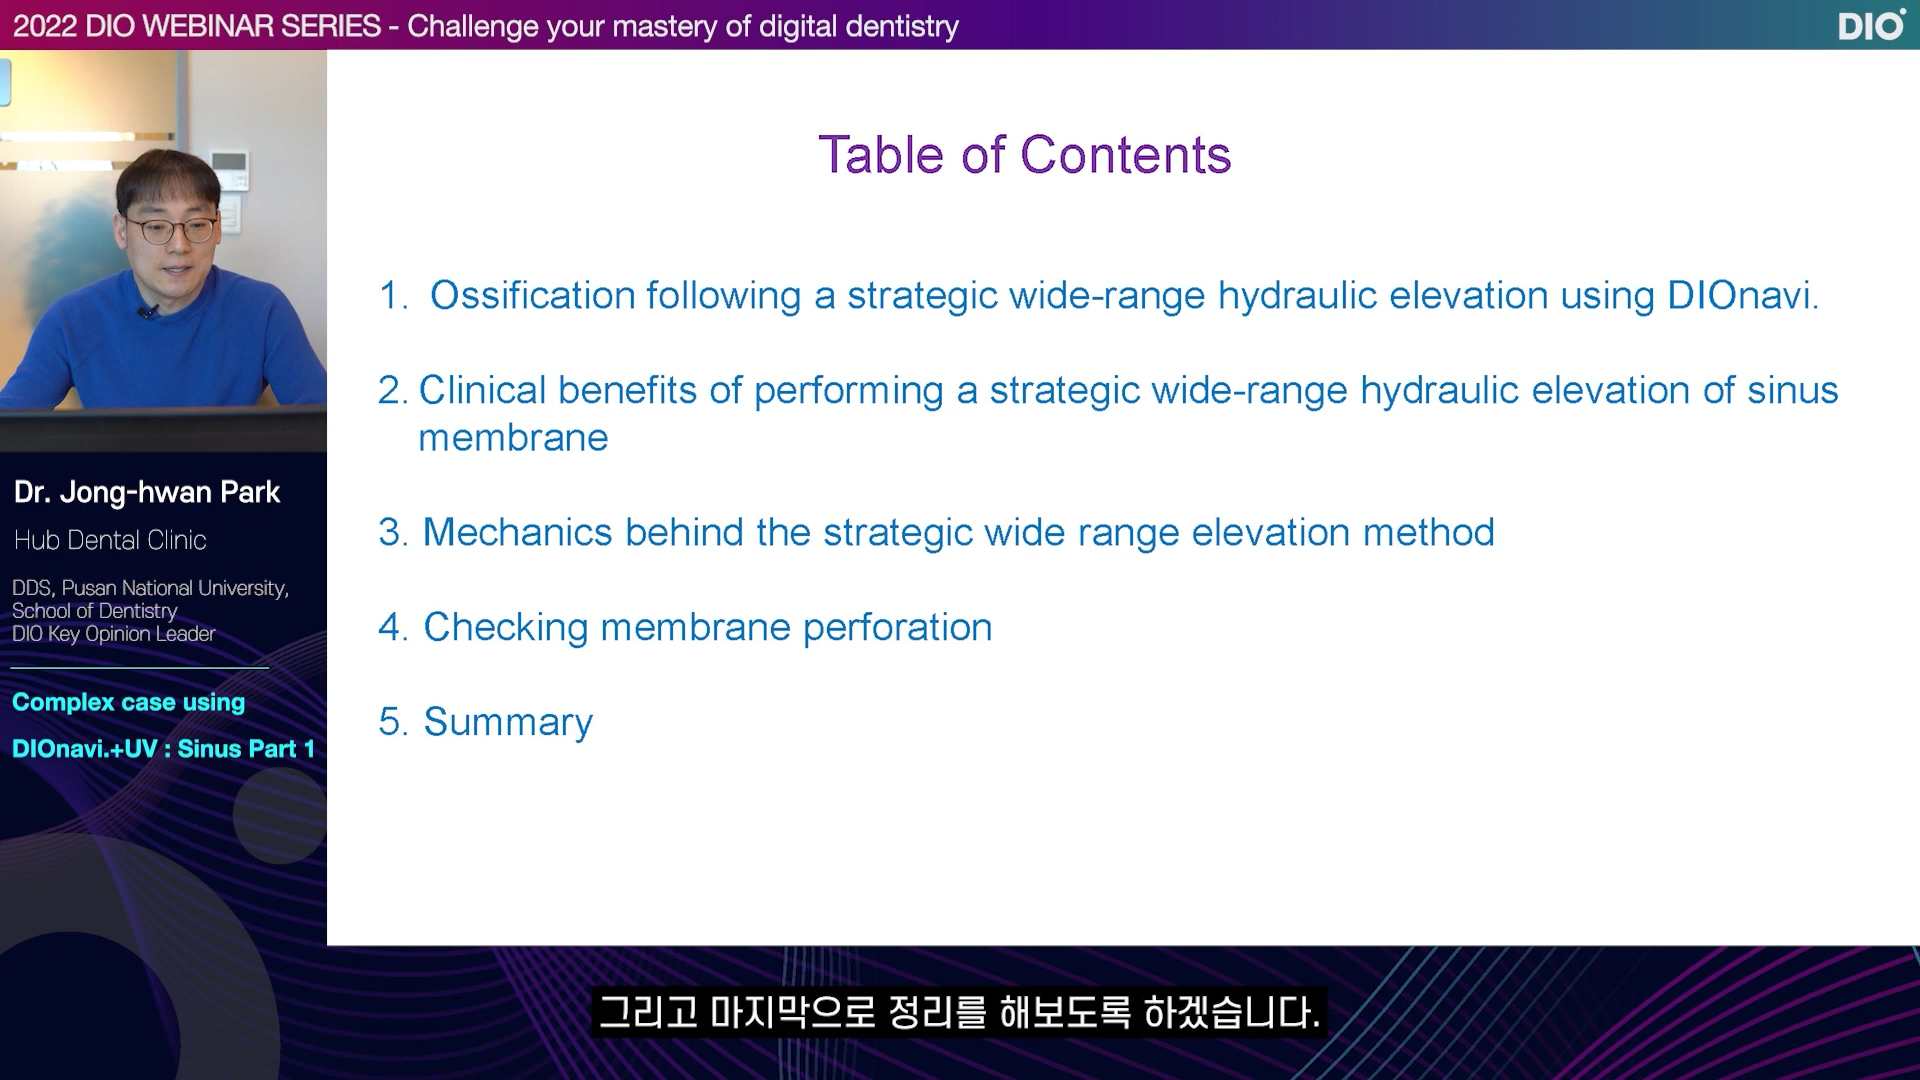 2022 DIO WEBINAR SERIES - Challenge your mastery of digital dentistry
DIO
Table of Contents
1. Ossification following a strategic wide-range hydraulic elevation using DIOnavi.
2. Clinical benefits of performing a strategic wide-range hydraulic elevation of sinus
membrane
3. Mechanics behind the strategic wide range elevation method
4. Checking membrane perforation
5. Summary
Dr. Jong-hwan Park
Hub Dental Clinic
DDS, Pusan National University,
School of Dentistry
DIO Key Opinion Leader
Complex case using
DIOnavi.+UV : Sinus Part 1
그리고 마지막으로 정리를 해보도록 하겠습니다.